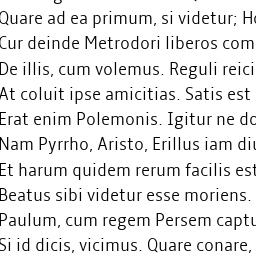 Quare ad ea primum, si videtur;
Cur deinde Metrodori liberos com
De illis, cum volemus. Reguli reici
At coluit ipse amicitias. Satis est
Erat enim Polemonis. Igitur ne do
Nam Pyrrho, Aristo, Erillus iam diu
Et harum quidem rerum facilis est
Beatus sibi videtur esse moriens.
Paulum, cum regem Persem captu
Si id dicis, vicimus. Quare conare,